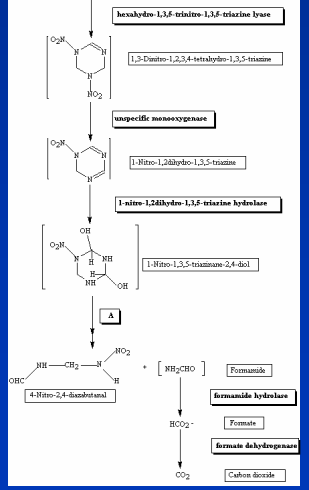 hexahydro-1,3,5-trinitro-1,3,5-triazine lyase
O2N
N
N
N
NO2
1,3-Dinitro-1,2,3,4-tetrahydro-1,3,5-triazine
unspecific monooxygenase
O2N
N
N
N
1-Nitro-1,2dihydro-1,3,5-triazine
1-nitro-1,2dihydro-1,3,5-triazine hydrolase
OH
O2N
N
H
NH
H
NH
OH
1-Nitro-1,3,5-triazinane-2,4-diol
A
NO2
NH
CH2
N
OHC
H
+
NH2CHO
Formamide
4-Nitro-2,4-diazabutanal
formamide hydrolase
HCO2-
Formate
formate dehydrogenase
CO2
Carbon dioxide